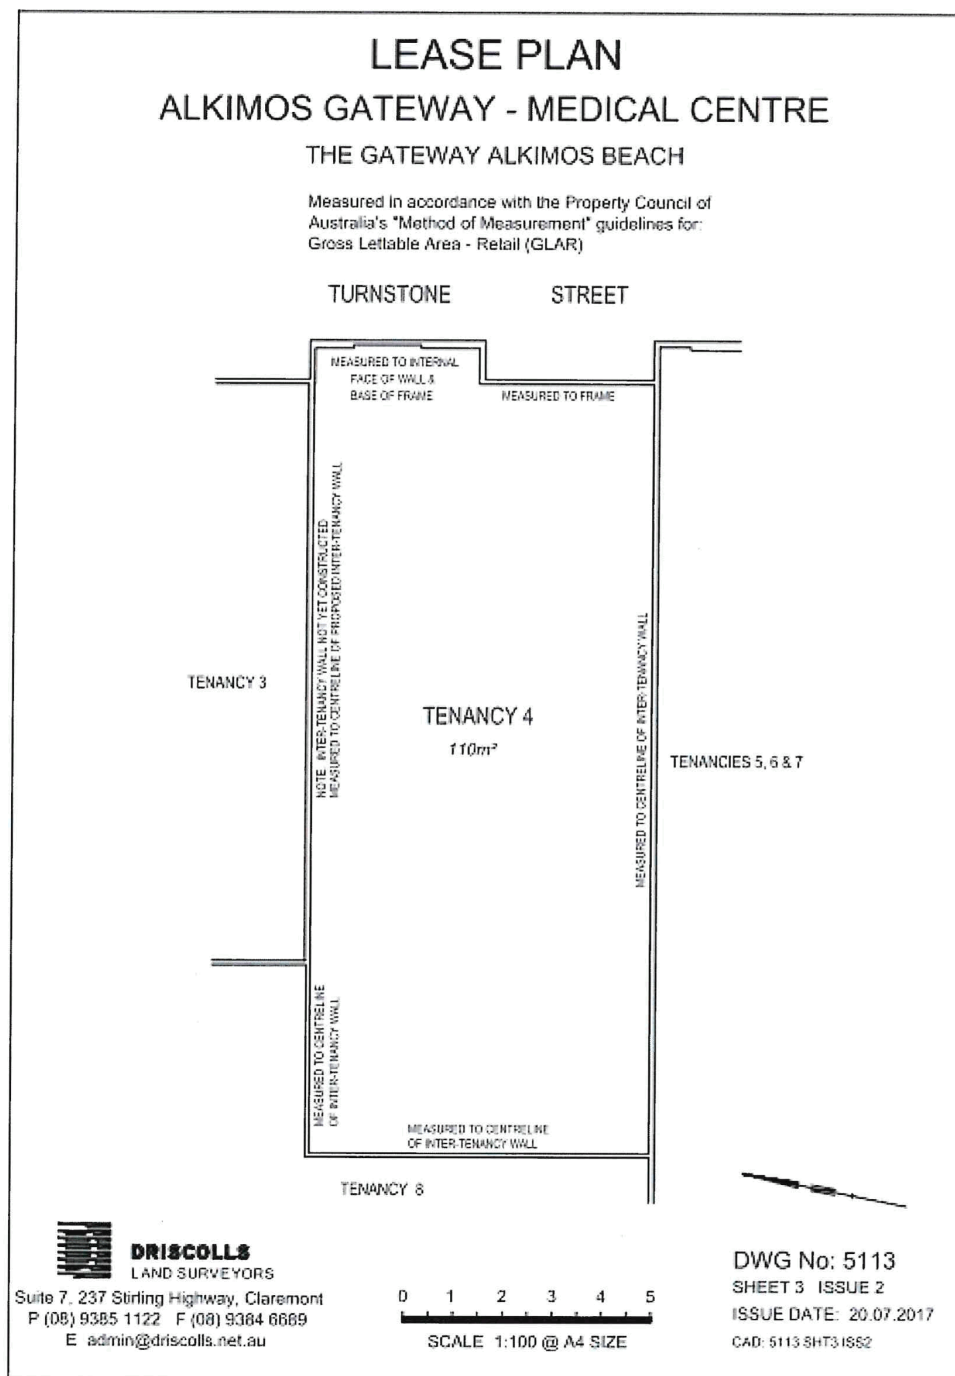 LEASE PLAN
ALKIMOS GATEWAY - MEDICAL CENTRE
THE GATEWAY ALKIMOS BEACH
Measured in accordance with the Property Council of
Australia's "Method of Measurement" guidelines for:
Gross Lettable Area - Retail (GLAR)
TURNSTONE STREET
MEASURED TO INTERNAL
FACE OF WALL &
BASE OF FRAME
MEASURED TO FRAME
NOTE: INTER-TENANCY WALL NOT YET CONSTRUCTED
MEASURED TO CENTRELINE OF PROPOSED INTER-TENANCY WALL
MEASURED TO CENTRELINE OF INTER-TENANCY WALL
TENANCY 3
TENANCY 4
110m²
TENANCIES 5, 6 & 7
MEASURED TO CENTRELINE
OF INTER-TENANCY WALL
MEASURED TO CENTRELINE
OF INTER-TENANCY WALL
TENANCY 8
DRISCOLLS
LAND SURVEYORS
Suite 7, 237 Stirling Highway, Claremont
P (08) 9385 1122 F (08) 9384 6669
E admin@driscolls.net.au
0 1 2 3 4 5
SCALE 1:100 @ A4 SIZE
DWG No: 5113
SHEET 3 ISSUE 2
ISSUE DATE: 20.07.2017
CAD: 5113 SHT3 ISS2